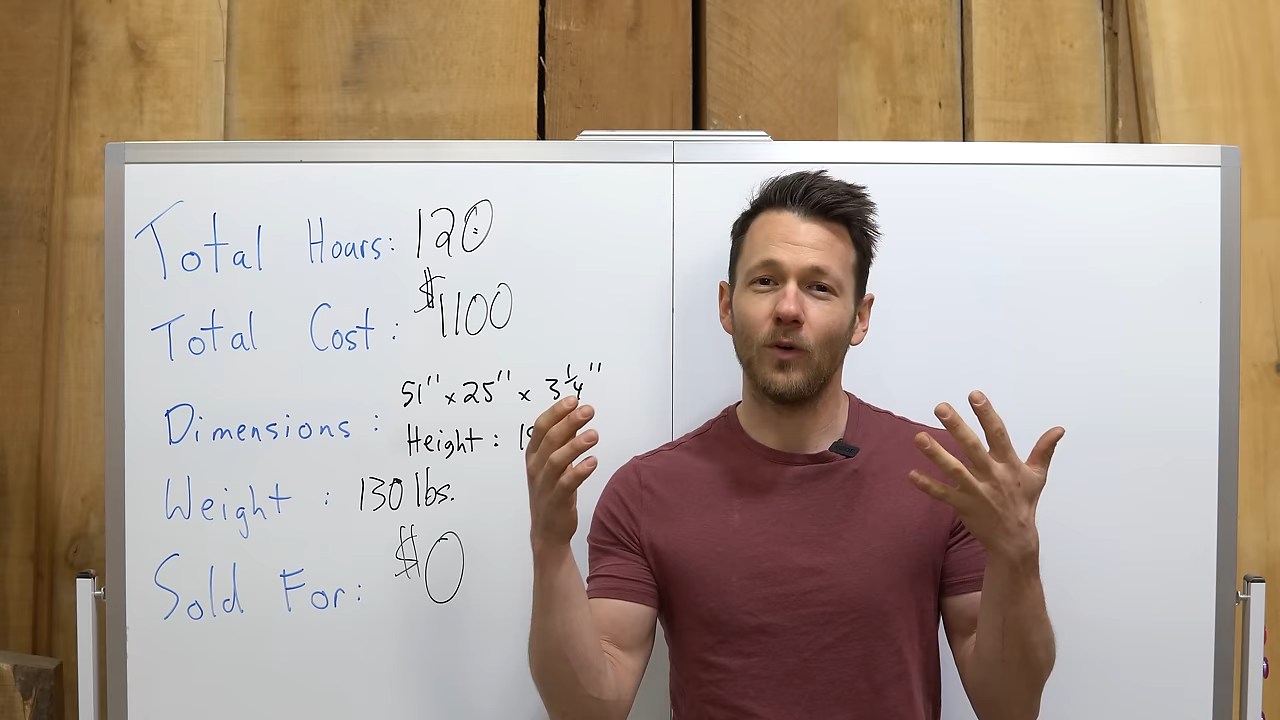 Total Hours: 120
Total Cost: $1100
Dimensions: 51" x 25" x 3 1/4"
Height:
Weight: 130 lbs.
Sold For: $0